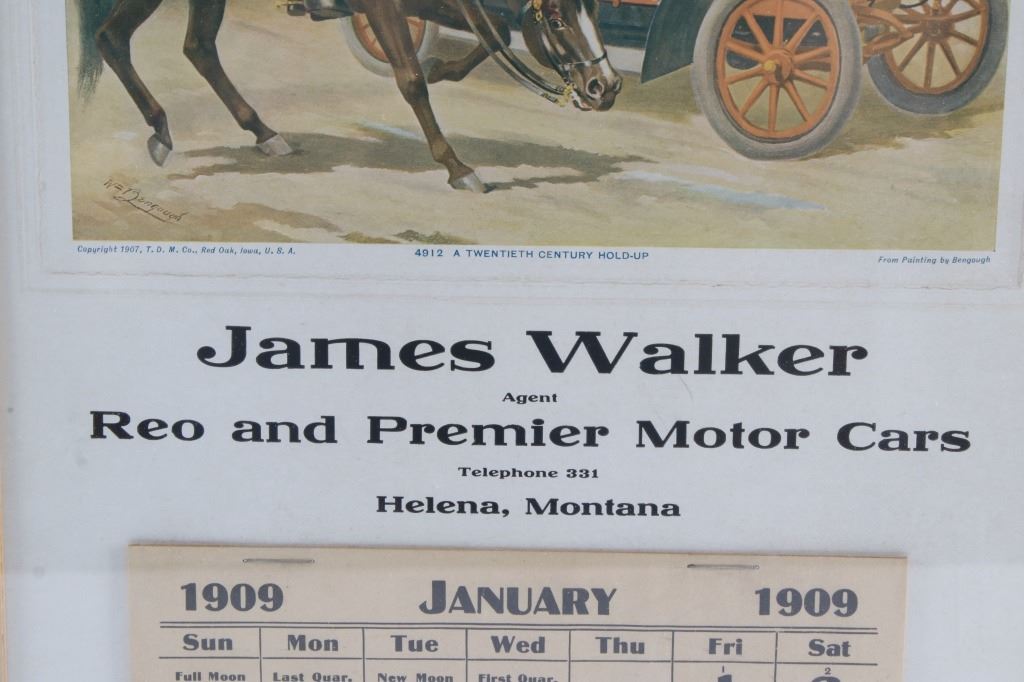 Wm Bengough
Copyright 1907, T. D. M. Co., Red Oak, Iowa, U. S. A.
4912 A TWENTIETH CENTURY HOLD-UP
From Painting by Bengough
James Walker
Agent
Reo and Premier Motor Cars
Telephone 331
Helena, Montana
1909 JANUARY 1909
Sun Mon Tue Wed Thu Fri Sat
Full Moon Last Quar. New Moon First Quar. 1 2